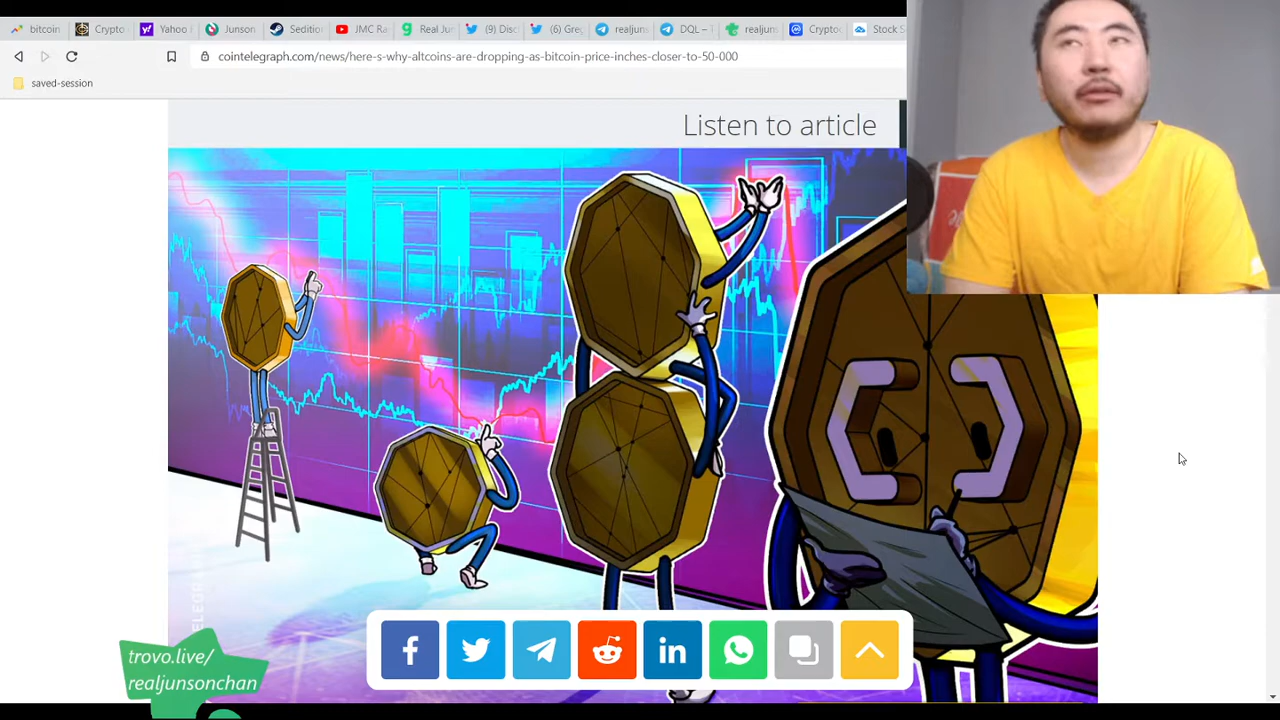 bitcoin
Crypto
Yahoo
Junson
Sedition
JMC Ra
Real Ju
(9) Disc
(6) Gre
realjuns
DQL – T
realjun
Crypto
Stock S
cointelegraph.com/news/here-s-why-altcoins-are-dropping-as-bitcoin-price-inches-closer-to-50-000
saved-session
Listen to article
trovo.live/
realjunsonchan